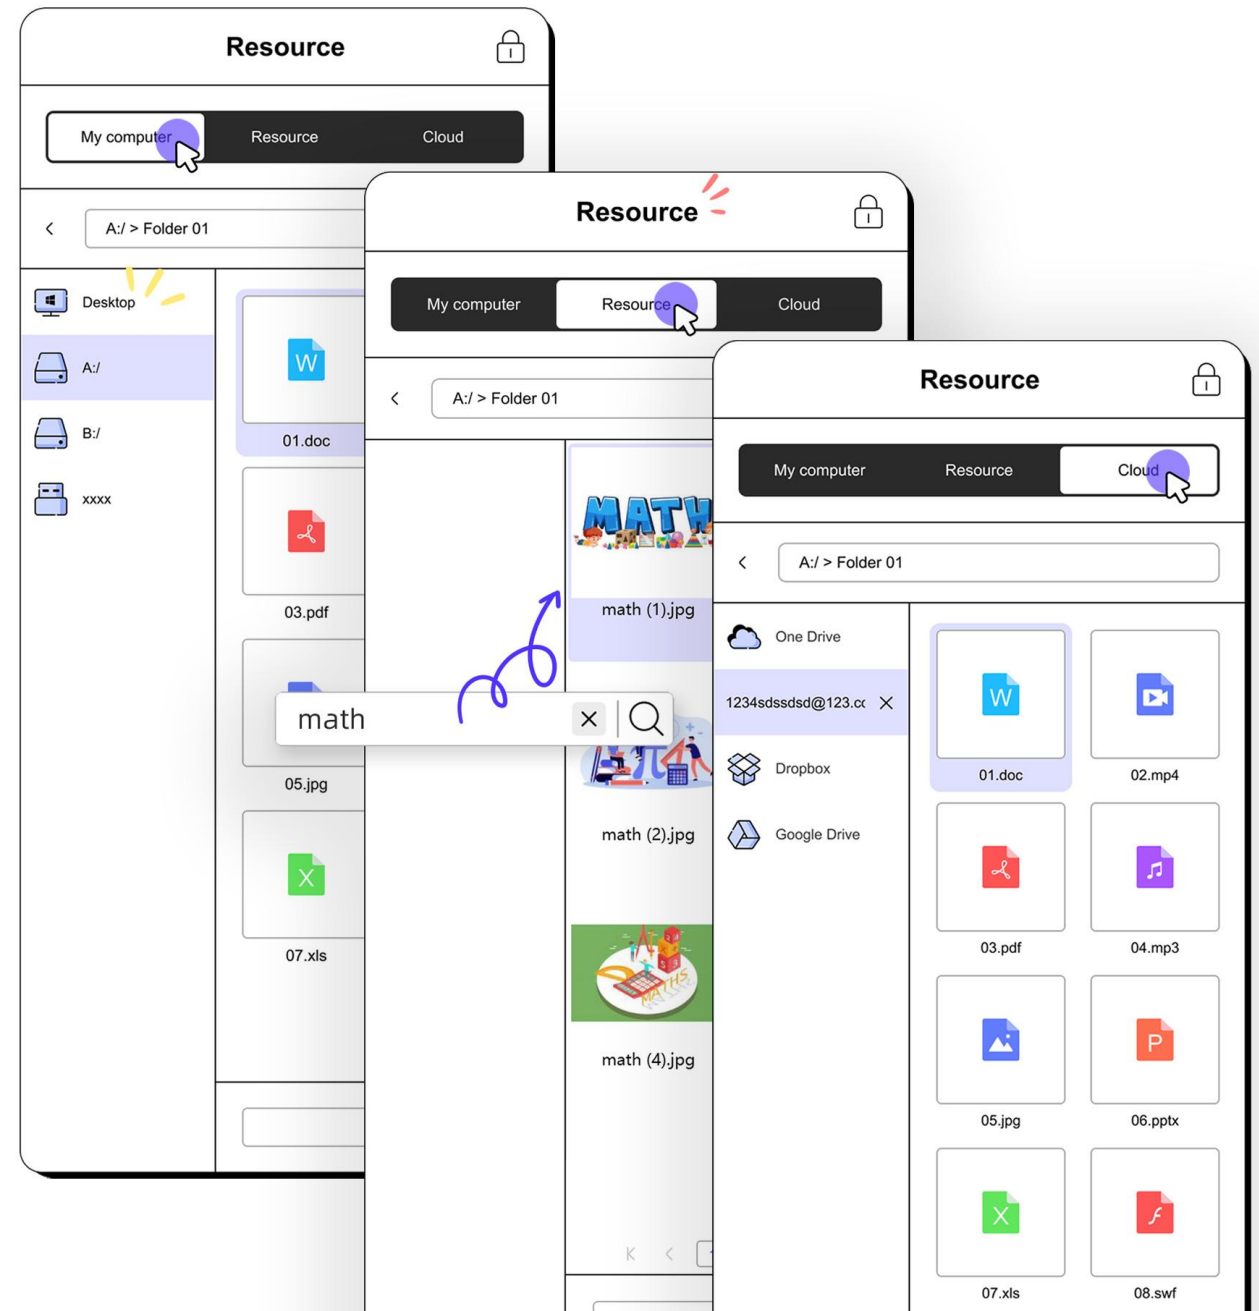 Resource
My computer
Resource
Cloud
A:/ > Folder 01
Desktop
A:/
B:/
xxxx
W
01.doc
03.pdf
05.jpg
X
07.xls
Resource
My computer
Resource
Cloud
A:/ > Folder 01
MATH
math (1).jpg
math
math (2).jpg
MATHS
math (4).jpg
Resource
My computer
Resource
Cloud
A:/ > Folder 01
One Drive
1234sdssdsd@123.cc
Dropbox
Google Drive
W
01.doc
02.mp4
03.pdf
04.mp3
05.jpg
P
06.pptx
X
07.xls
08.swf